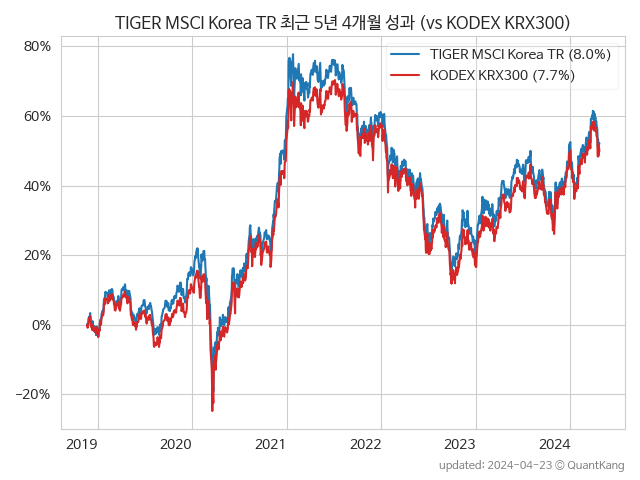 TIGER MSCI Korea TR 최근 5년 4개월 성과 (vs KODEX KRX300)
TIGER MSCI Korea TR (8.0%)
KODEX KRX300 (7.7%)
80%
60%
40%
20%
0%
−20%
2019 2020 2021 2022 2023 2024
updated: 2024-04-23 © QuantKang